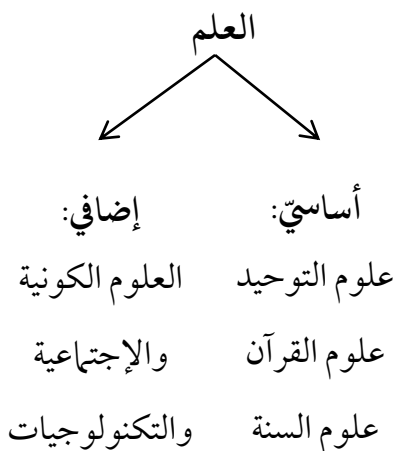 العلم
أساسيّ:
علوم التوحيد
علوم القرآن
علوم السنة
إضافي:
العلوم الكونية
والإجتماعية
والتكنولوجيات